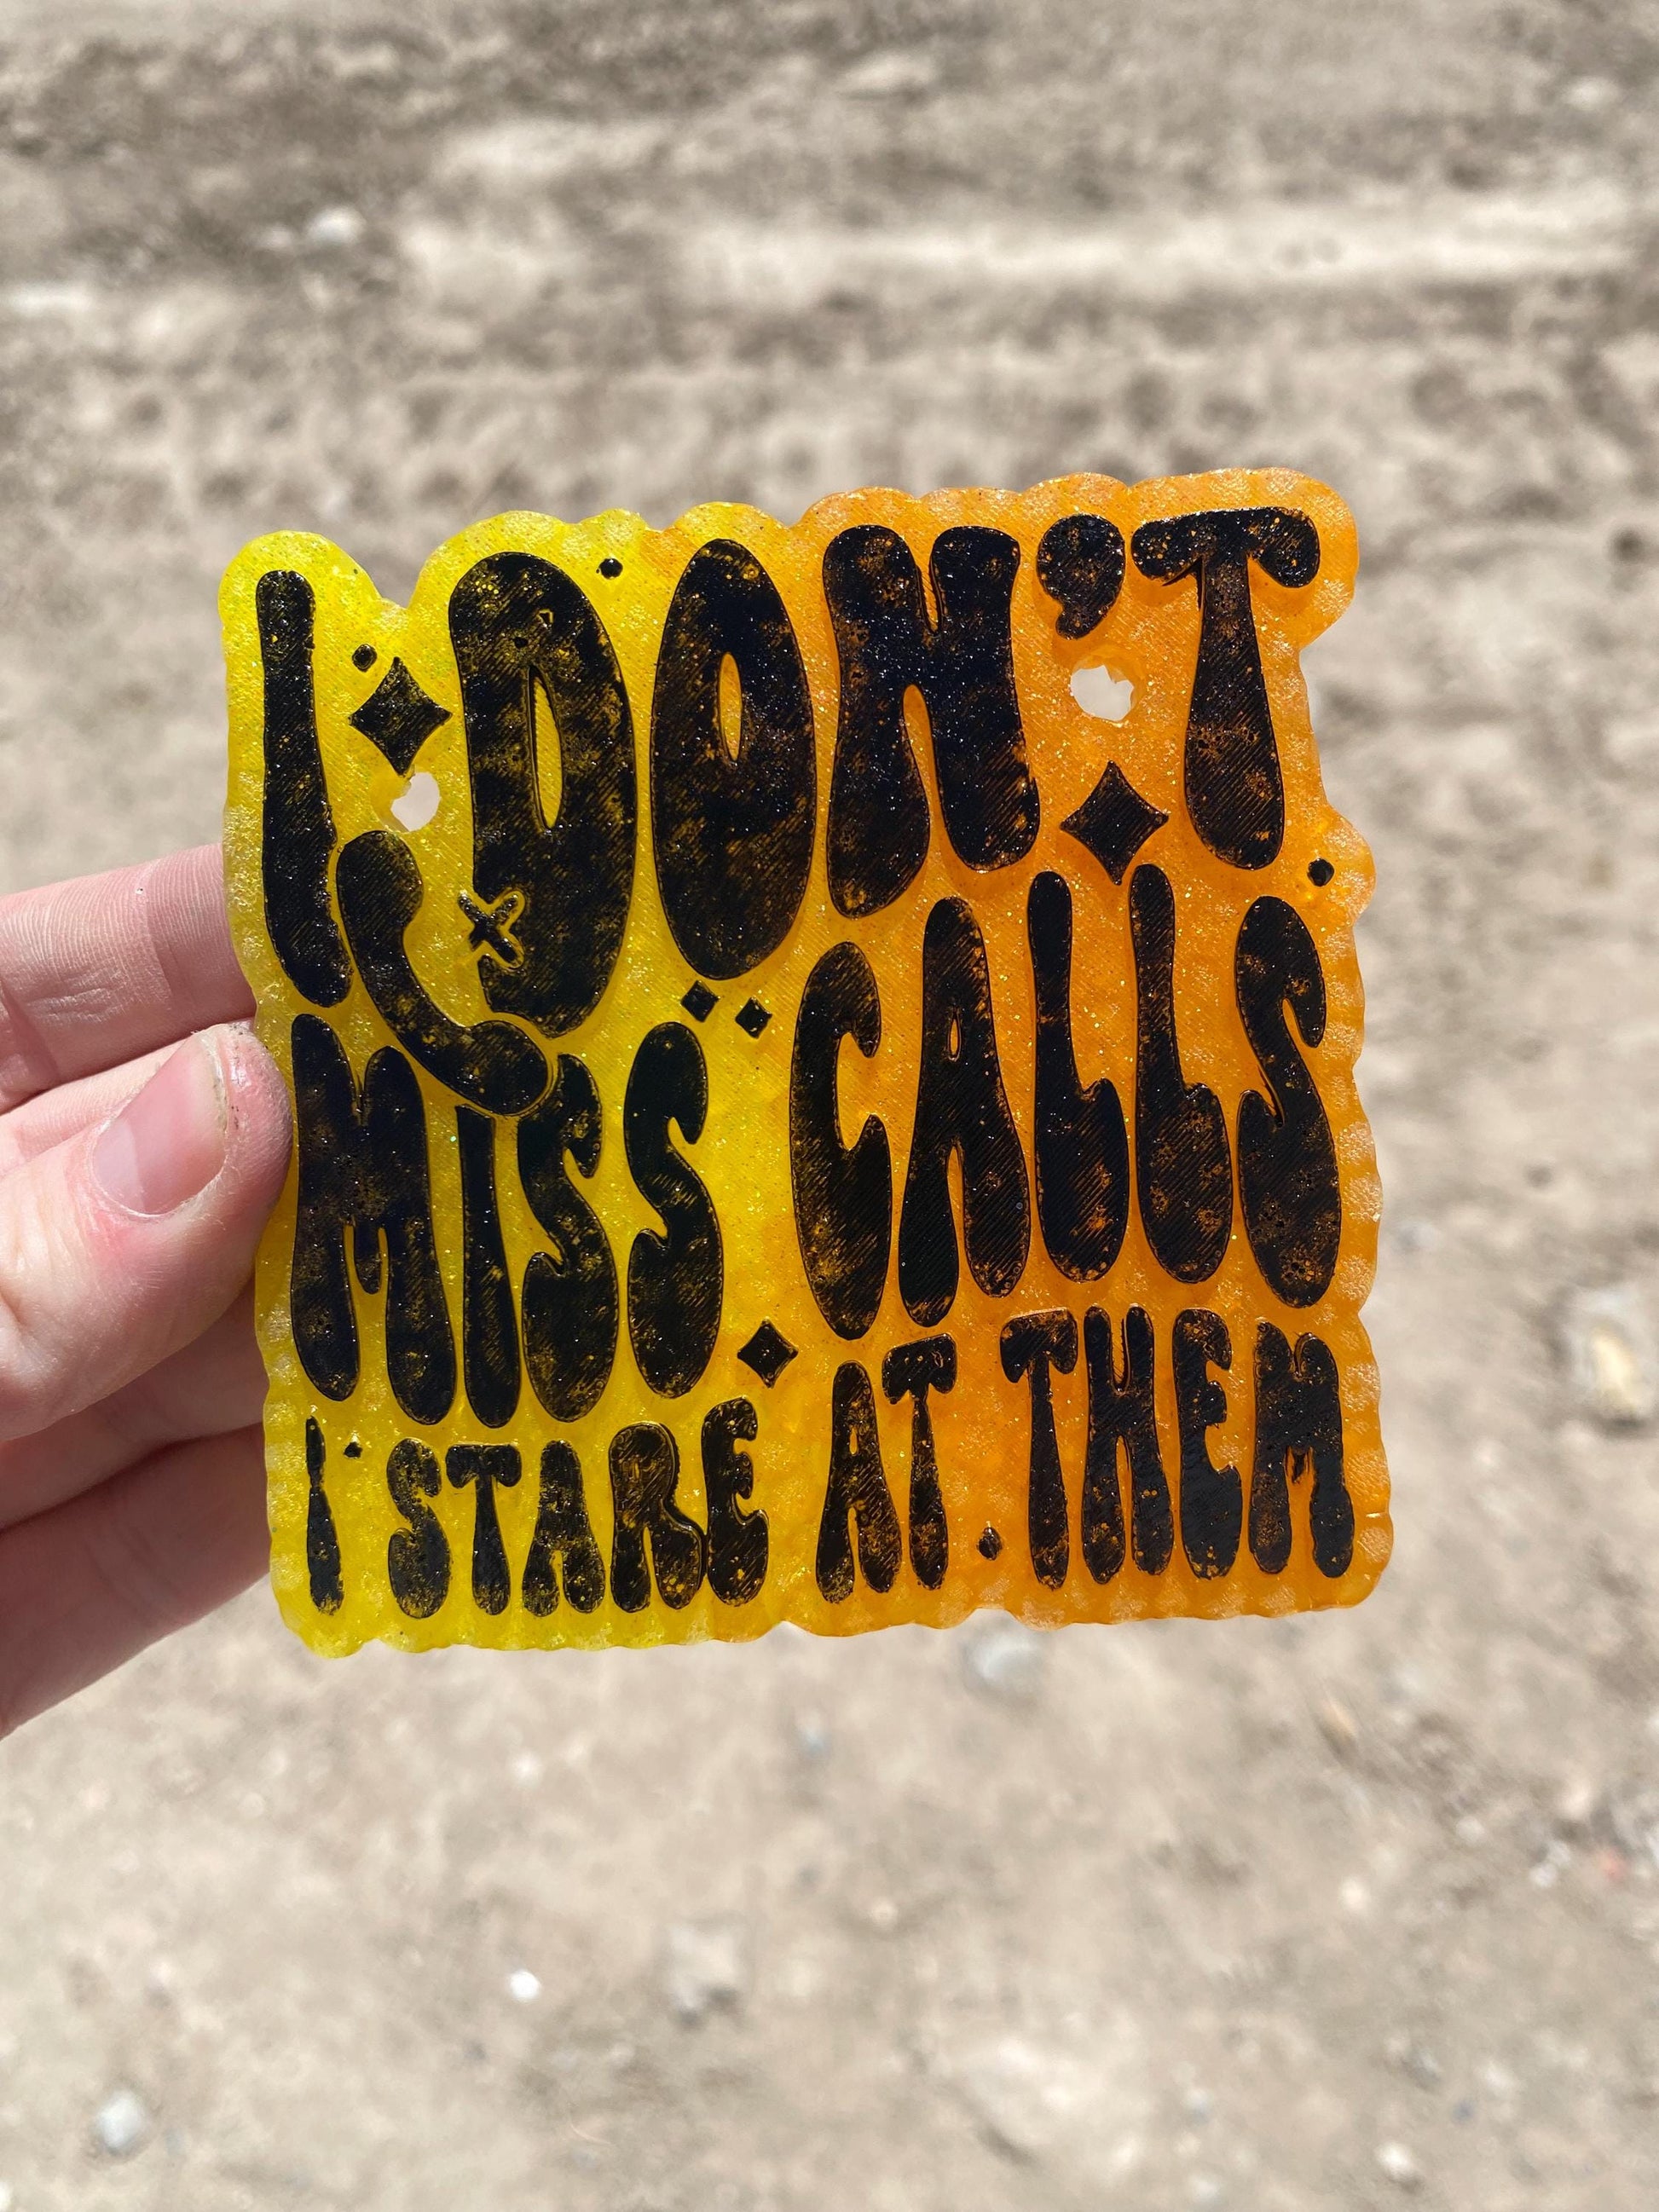 I DON'T
MISS CALLS
I STARE AT THEM